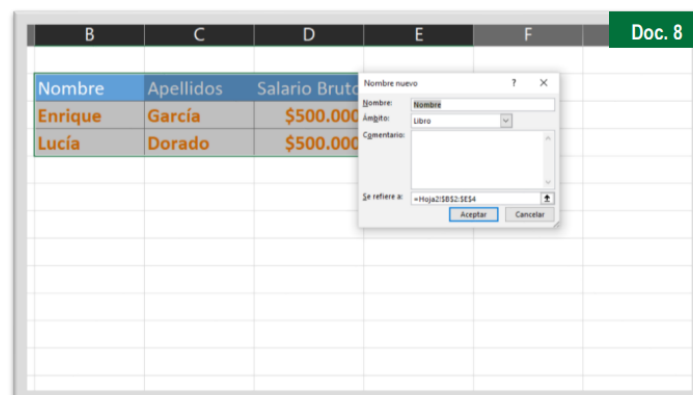 Doc. 8
B C D E F
Nombre nuevo ? ×
Nombre: Nombre
Ámbito: Libro
Comentario:
Se refiere a: =Hoja2!$B$2:$E$4
Aceptar Cancelar
Nombre Apellidos Salario Bruto
Enrique García $500.000
Lucía Dorado $500.000